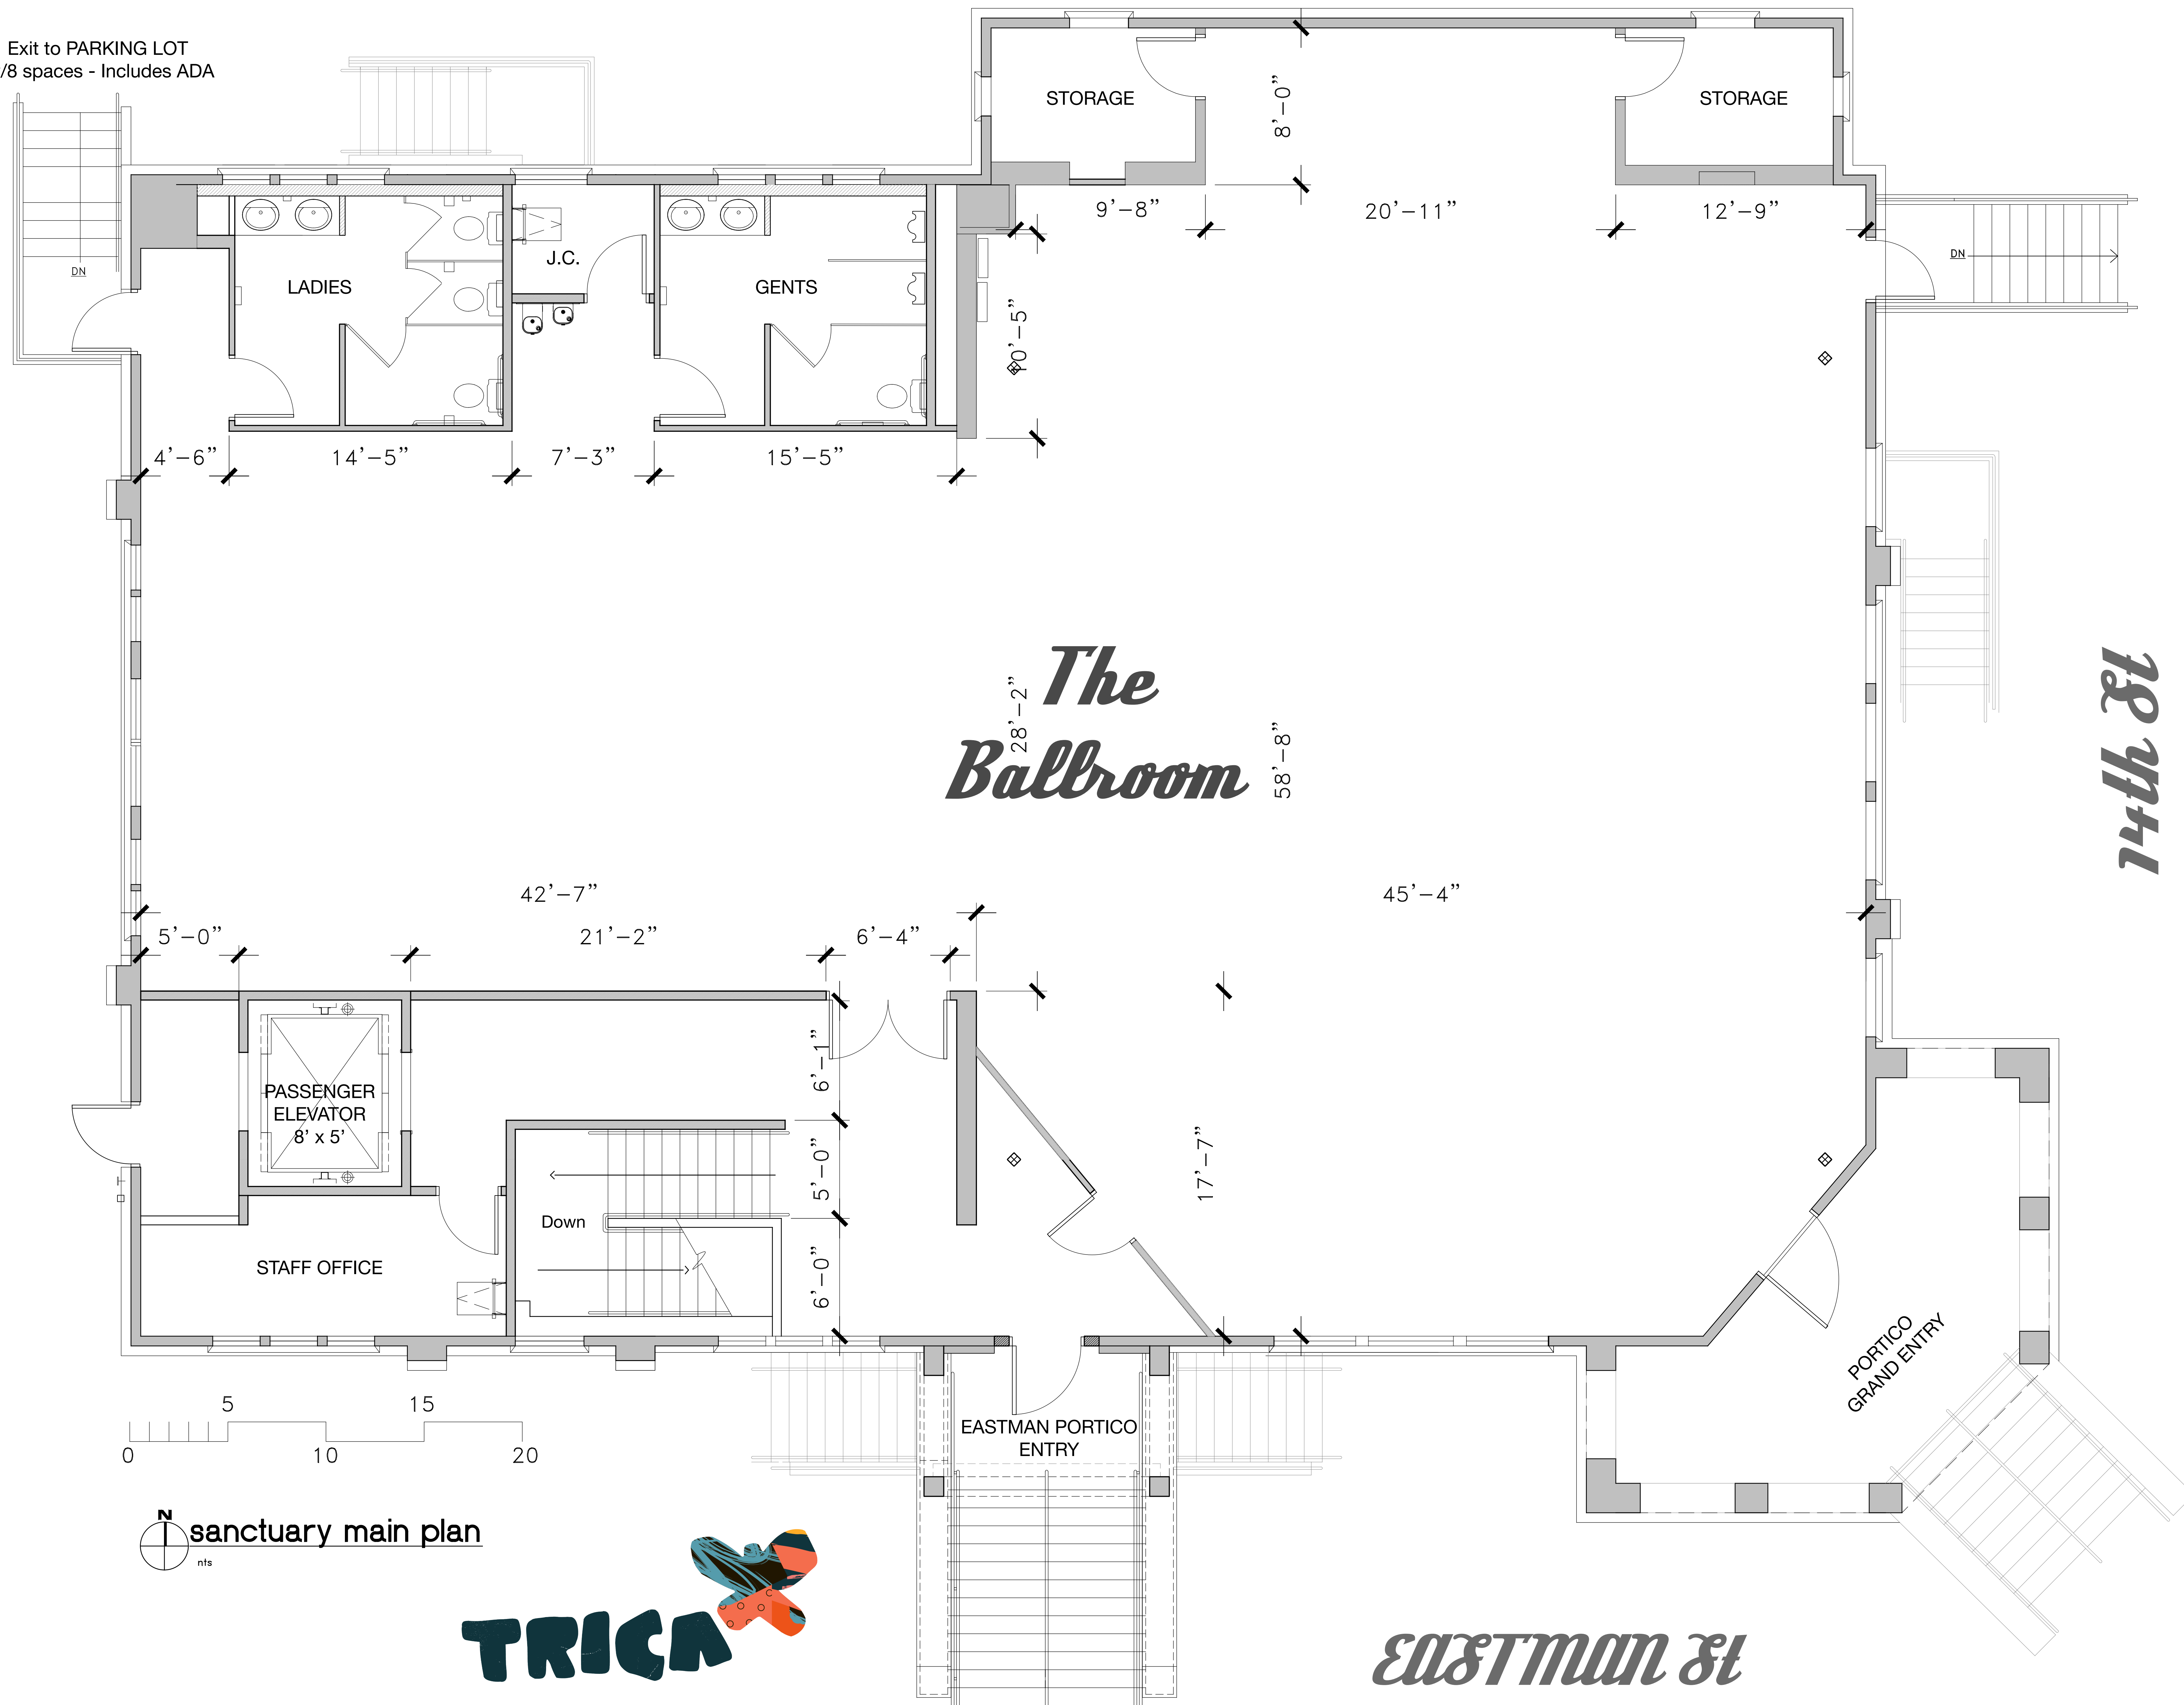 Exit to PARKING LOT
/8 spaces - Includes ADA
STORAGE
STORAGE
8'-0"
9'-8"
20'-11"
12'-9"
DN
DN
LADIES
J.C.
GENTS
10'-5"
4'-6"
14'-5"
7'-3"
15'-5"
The
Ballroom
28'-2"
58'-8"
14th St
42'-7"
45'-4"
5'-0"
21'-2"
6'-4"
PASSENGER
ELEVATOR
8' x 5'
6'-1"
5'-0"
6'-0"
17'-7"
Down
STAFF OFFICE
PORTICO
GRAND ENTRY
EASTMAN PORTICO
ENTRY
5 15
0 10 20
N
sanctuary main plan
nts
TRICA
EASTMAN St